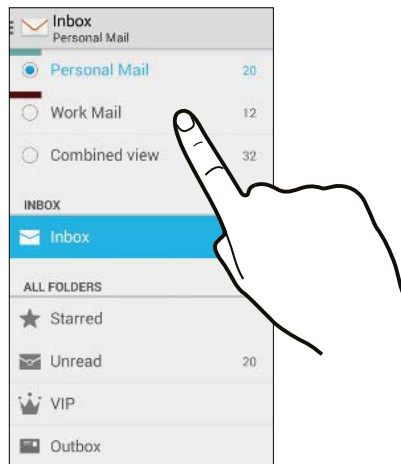 Inbox
Personal Mail
Personal Mail 20
Work Mail 12
Combined view 32
INBOX
Inbox
ALL FOLDERS
Starred
Unread 20
VIP
Outbox